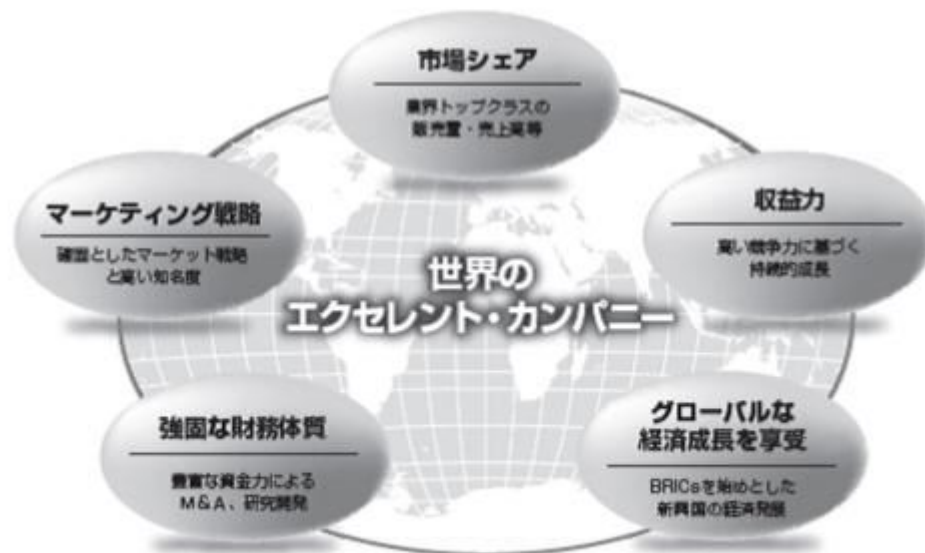 市場シェア
業界トップクラスの
販売量・売上高等
マーケティング戦略
確固としたマーケット戦略
と高い知名度
収益力
高い競争力に基づく
持続的成長
世界の
エクセレント・カンパニー
強固な財務体質
豊富な資金力による
M&A、研究開発
グローバルな
経済成長を享受
BRICsを始めとした
新興国の経済発展